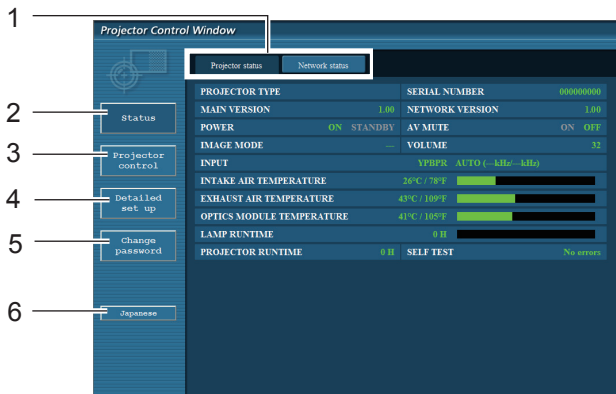 1
Projector Control Window
Projector status Network status
PROJECTOR TYPE SERIAL NUMBER 000000000
2 Status MAIN VERSION 1.00 NETWORK VERSION 1.00
POWER ON STANDBY AV MUTE ON OFF
3 Projector control IMAGE MODE --- VOLUME 32
INPUT YPBPR AUTO (---kHz/---kHz)
INTAKE AIR TEMPERATURE 26°C / 78°F
4 Detailed set up EXHAUST AIR TEMPERATURE 43°C / 109°F
OPTICS MODULE TEMPERATURE 41°C / 105°F
5 Change password LAMP RUNTIME 0 H
PROJECTOR RUNTIME 0 H SELF TEST No errors
6 Japanese